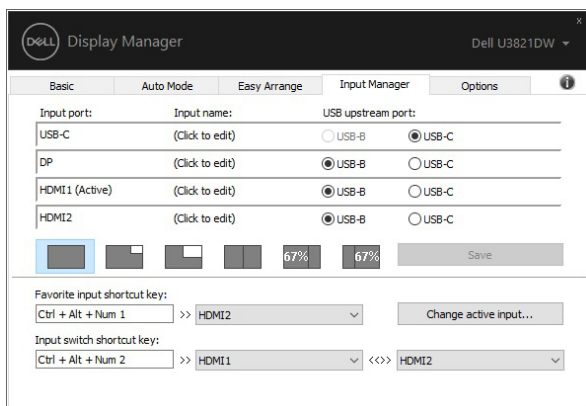 DELL Display Manager Dell U3821DW
x
Basic Auto Mode Easy Arrange Input Manager Options
Input port: Input name: USB upstream port:
USB-C (Click to edit) USB-B USB-C
DP (Click to edit) USB-B USB-C
HDMI1 (Active) (Click to edit) USB-B USB-C
HDMI2 (Click to edit) USB-B USB-C
67% 67% Save
Favorite input shortcut key:
Ctrl + Alt + Num 1 >> HDMI2 Change active input...
Input switch shortcut key:
Ctrl + Alt + Num 2 >> HDMI1 <<>> HDMI2